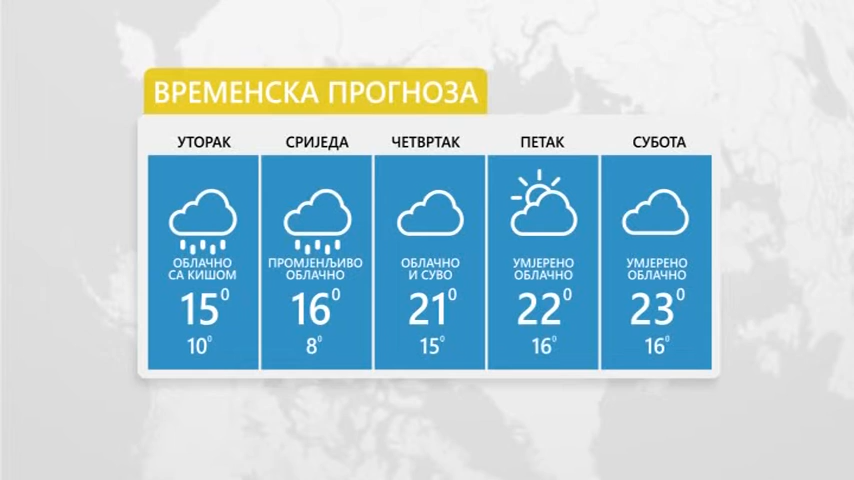 ВРЕМЕНСКА ПРОГНОЗА
УТОРАК
ОБЛАЧНО
СА КИШОМ
15⁰
10⁰
СРИЈЕДА
ПРОМЈЕНЉИВО
ОБЛАЧНО
16⁰
8⁰
ЧЕТВРТАК
ОБЛАЧНО
И СУВО
21⁰
15⁰
ПЕТАК
УМЈЕРЕНО
ОБЛАЧНО
22⁰
16⁰
СУБОТА
УМЈЕРЕНО
ОБЛАЧНО
23⁰
16⁰